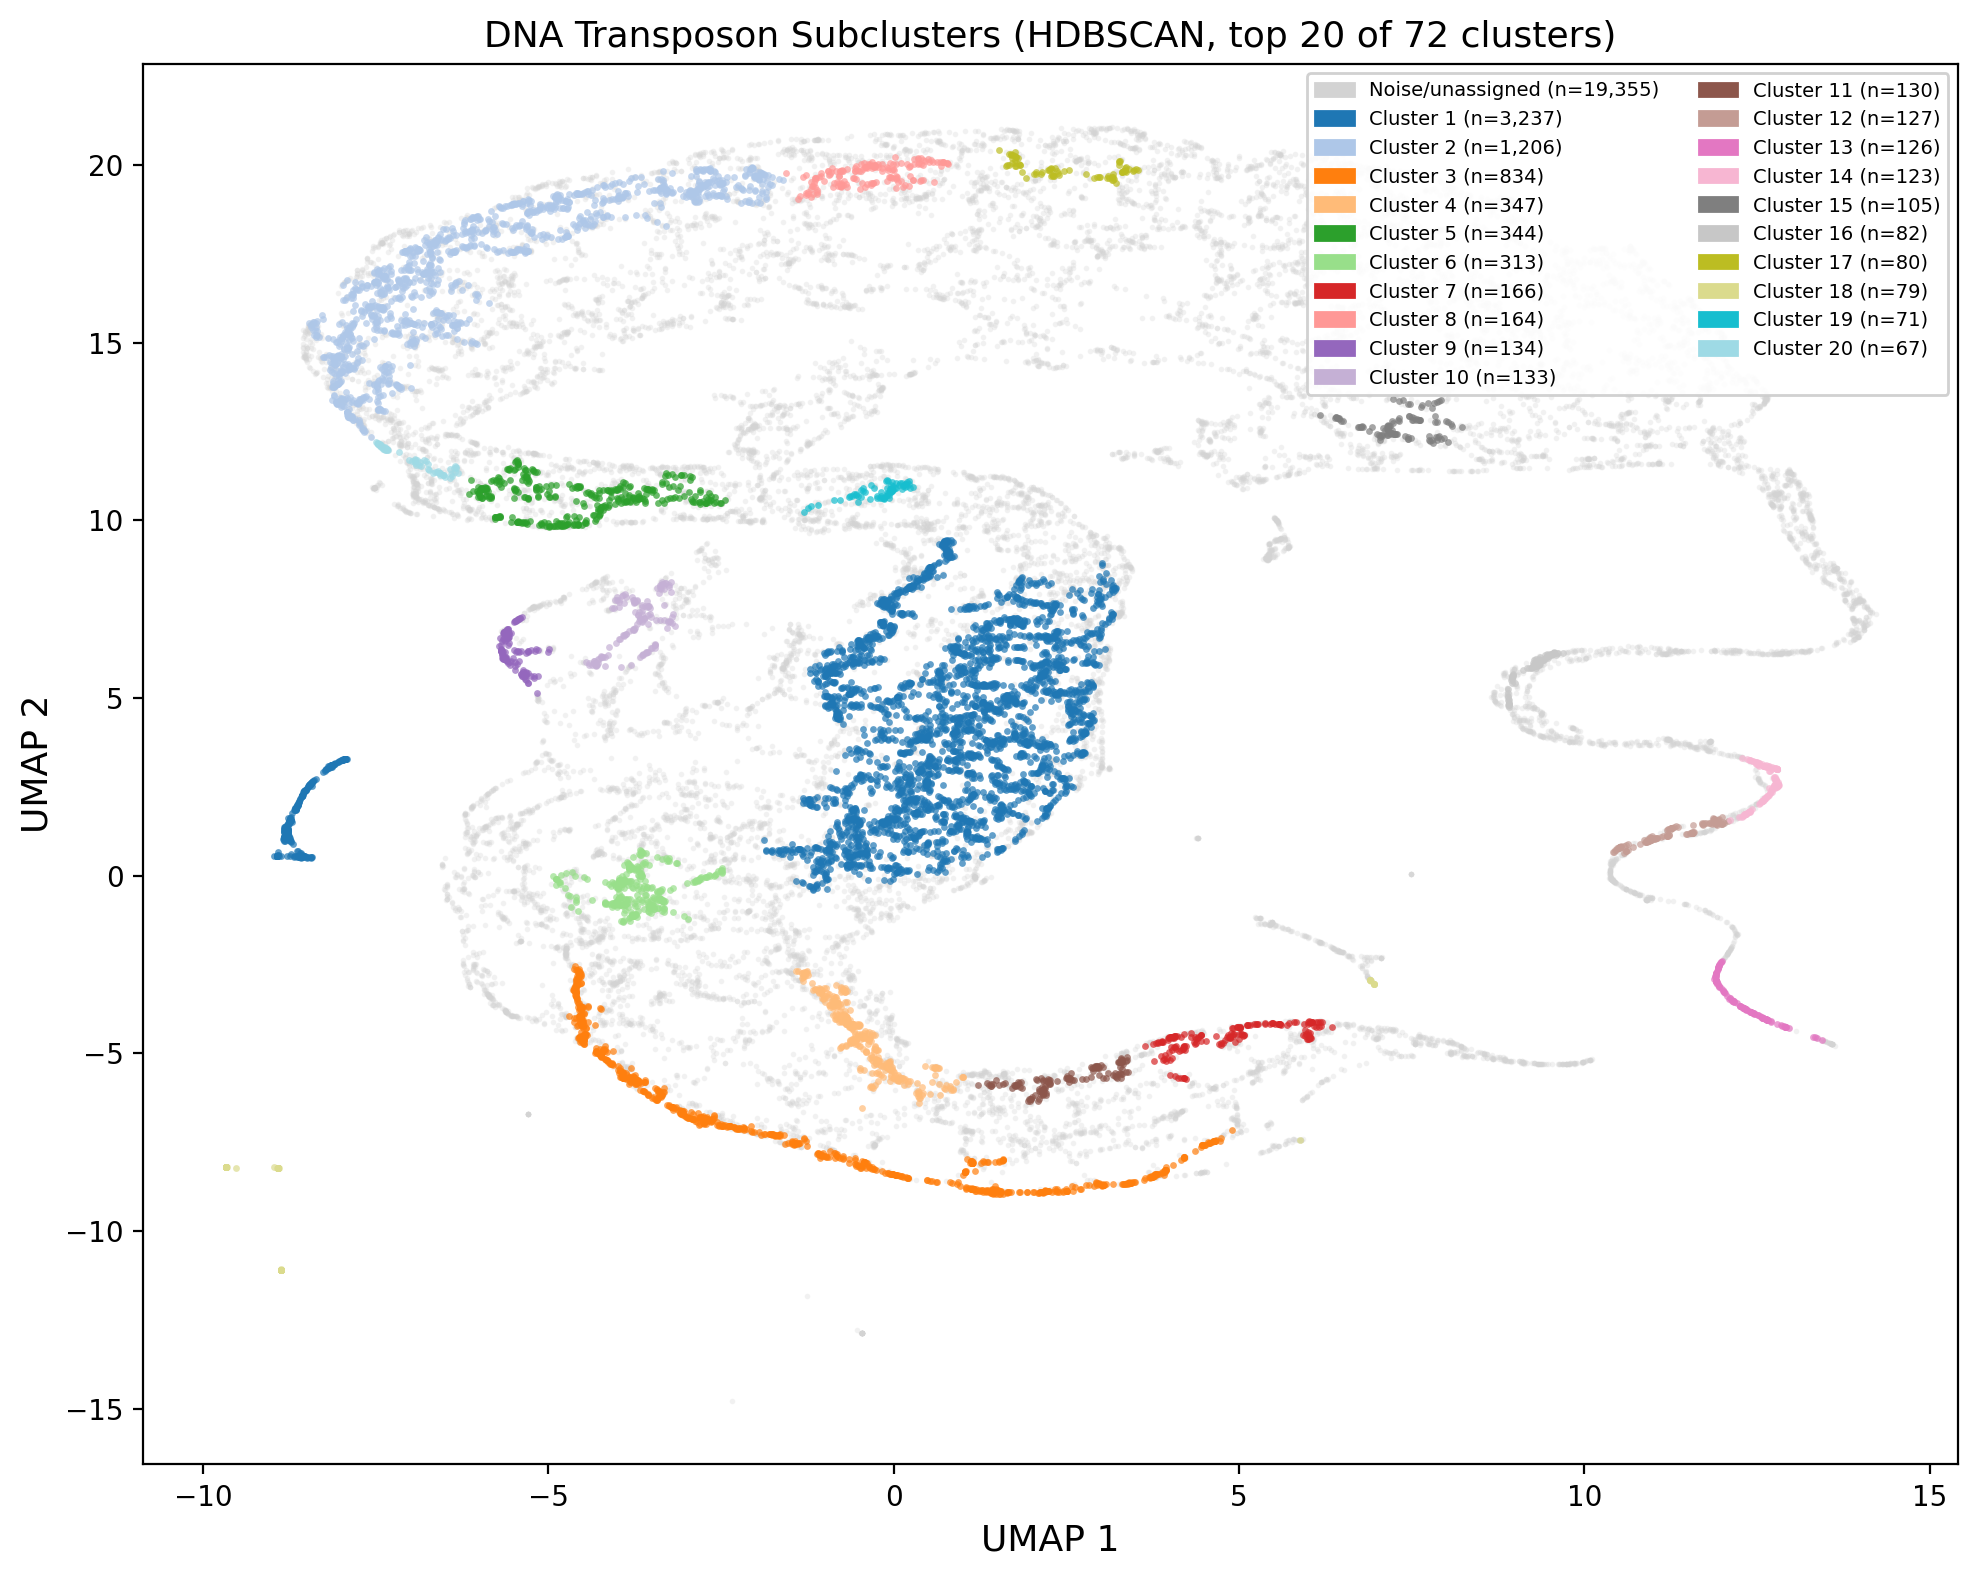 DNA Transposon Subclusters (HDBSCAN, top 20 of 72 clusters)
Noise/unassigned (n=19,355)
Cluster 1 (n=3,237)
Cluster 2 (n=1,206)
Cluster 3 (n=834)
Cluster 4 (n=347)
Cluster 5 (n=344)
Cluster 6 (n=313)
Cluster 7 (n=166)
Cluster 8 (n=164)
Cluster 9 (n=134)
Cluster 10 (n=133)
Cluster 11 (n=130)
Cluster 12 (n=127)
Cluster 13 (n=126)
Cluster 14 (n=123)
Cluster 15 (n=105)
Cluster 16 (n=82)
Cluster 17 (n=80)
Cluster 18 (n=79)
Cluster 19 (n=71)
Cluster 20 (n=67)
UMAP 2
20
15
10
5
0
−5
−10
−15
−10 −5 0 5 10 15
UMAP 1